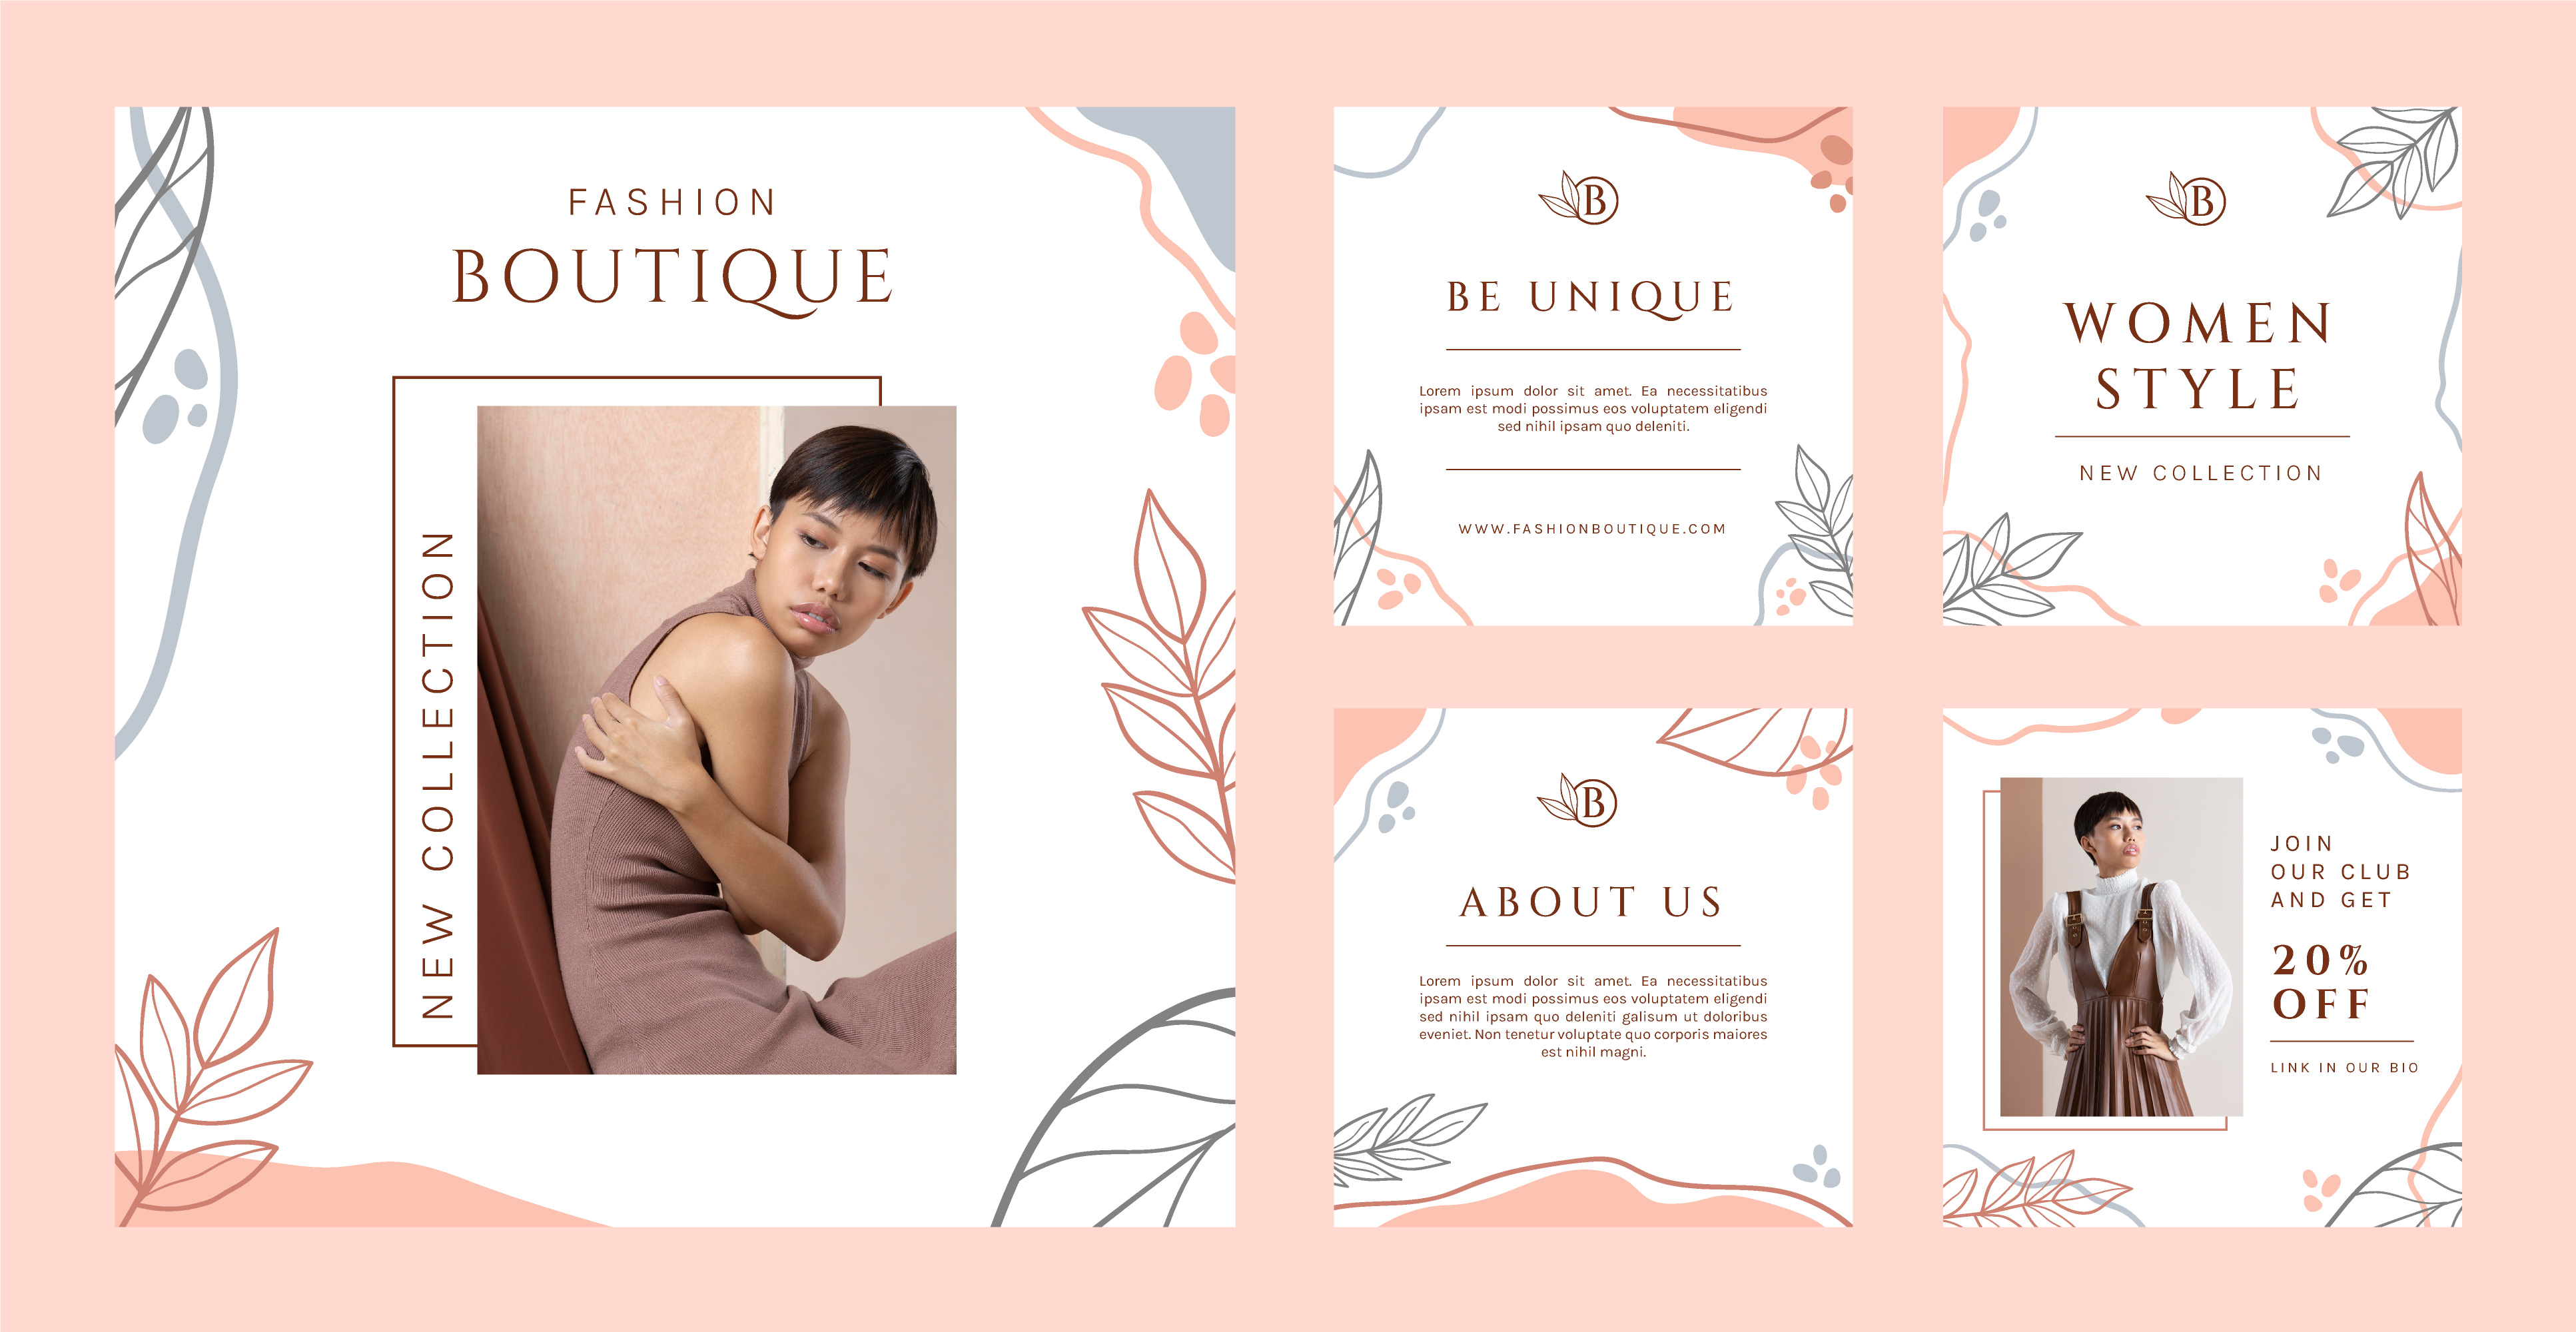 FASHION
BOUTIQUE
NEW COLLECTION
B
BE UNIQUE
Lorem ipsum dolor sit amet. Ea necessitatibus
ipsam est modi possimus eos voluptatem eligendi
sed nihil ipsam quo deleniti.
WWW.FASHIONBOUTIQUE.COM
B
WOMEN
STYLE
NEW COLLECTION
B
ABOUT US
Lorem ipsum dolor sit amet. Ea necessitatibus
ipsam est modi possimus eos voluptatem eligendi
sed nihil ipsam quo deleniti galisum ut doloribus
eveniet. Non tenetur voluptate quo corporis maiores
est nihil magni.
JOIN
OUR CLUB
AND GET
20%
OFF
LINK IN OUR BIO